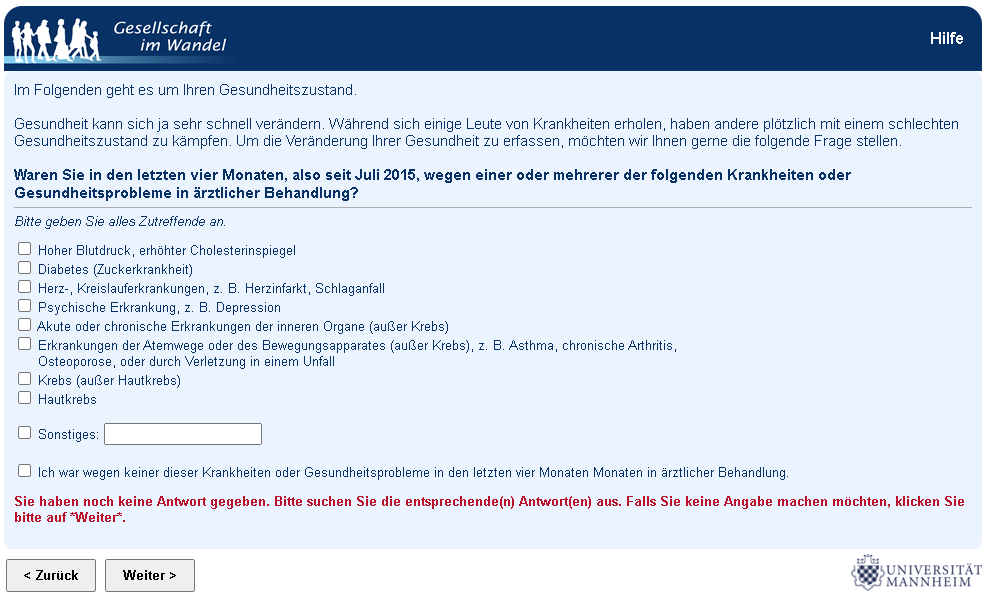 Gesellschaft
im Wandel
Hilfe
Im Folgenden geht es um Ihren Gesundheitszustand.
Gesundheit kann sich ja sehr schnell verändern. Während sich einige Leute von Krankheiten erholen, haben andere plötzlich mit einem schlechten
Gesundheitszustand zu kämpfen. Um die Veränderung Ihrer Gesundheit zu erfassen, möchten wir Ihnen gerne die folgende Frage stellen.
Waren Sie in den letzten vier Monaten, also seit Juli 2015, wegen einer oder mehrerer der folgenden Krankheiten oder
Gesundheitsprobleme in ärztlicher Behandlung?
Bitte geben Sie alles Zutreffende an.
Hoher Blutdruck, erhöhter Cholesterinspiegel
Diabetes (Zuckerkrankheit)
Herz-, Kreislauferkrankungen, z. B. Herzinfarkt, Schlaganfall
Psychische Erkrankung, z. B. Depression
Akute oder chronische Erkrankungen der inneren Organe (außer Krebs)
Erkrankungen der Atemwege oder des Bewegungsapparates (außer Krebs), z. B. Asthma, chronische Arthritis,
Osteoporose, oder durch Verletzung in einem Unfall
Krebs (außer Hautkrebs)
Hautkrebs
Sonstiges:
Ich war wegen keiner dieser Krankheiten oder Gesundheitsprobleme in den letzten vier Monaten Monaten in ärztlicher Behandlung.
Sie haben noch keine Antwort gegeben. Bitte suchen Sie die entsprechende(n) Antwort(en) aus. Falls Sie keine Angabe machen möchten, klicken Sie
bitte auf "Weiter".
< Zurück
Weiter >
UNIVERSITÄT
MANNHEIM